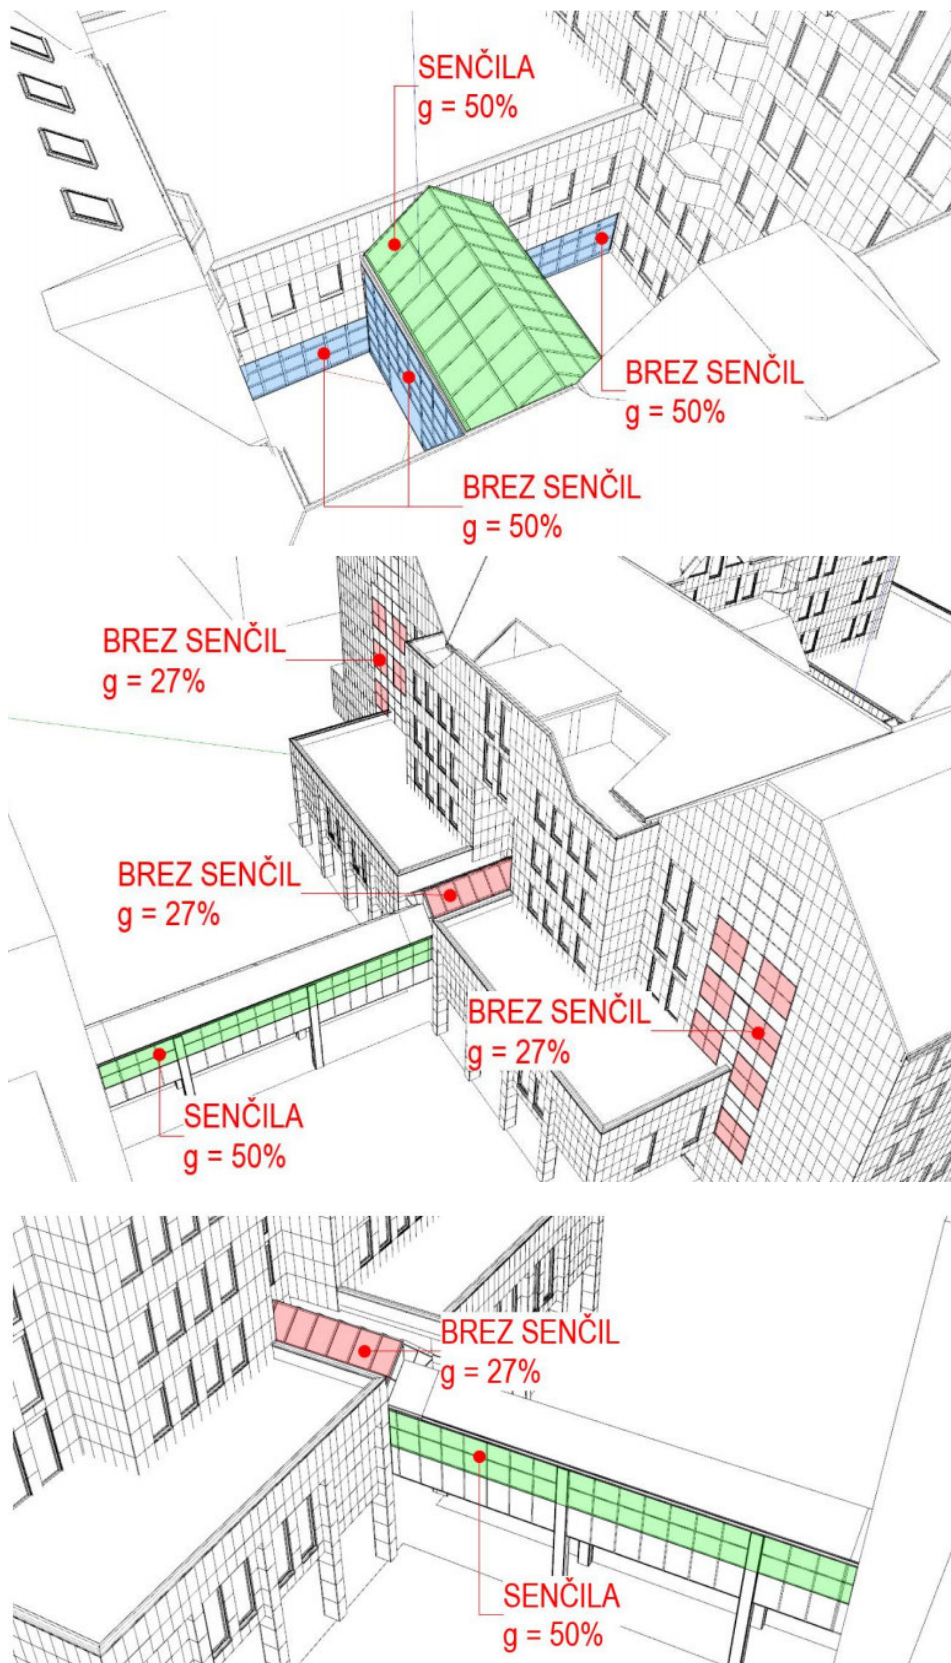 SENČILA
g = 50%
BREZ SENČIL
g = 50%
BREZ SENČIL
g = 50%
BREZ SENČIL
g = 27%
BREZ SENČIL
g = 27%
BREZ SENČIL
g = 27%
SENČILA
g = 50%
BREZ SENČIL
g = 27%
SENČILA
g = 50%